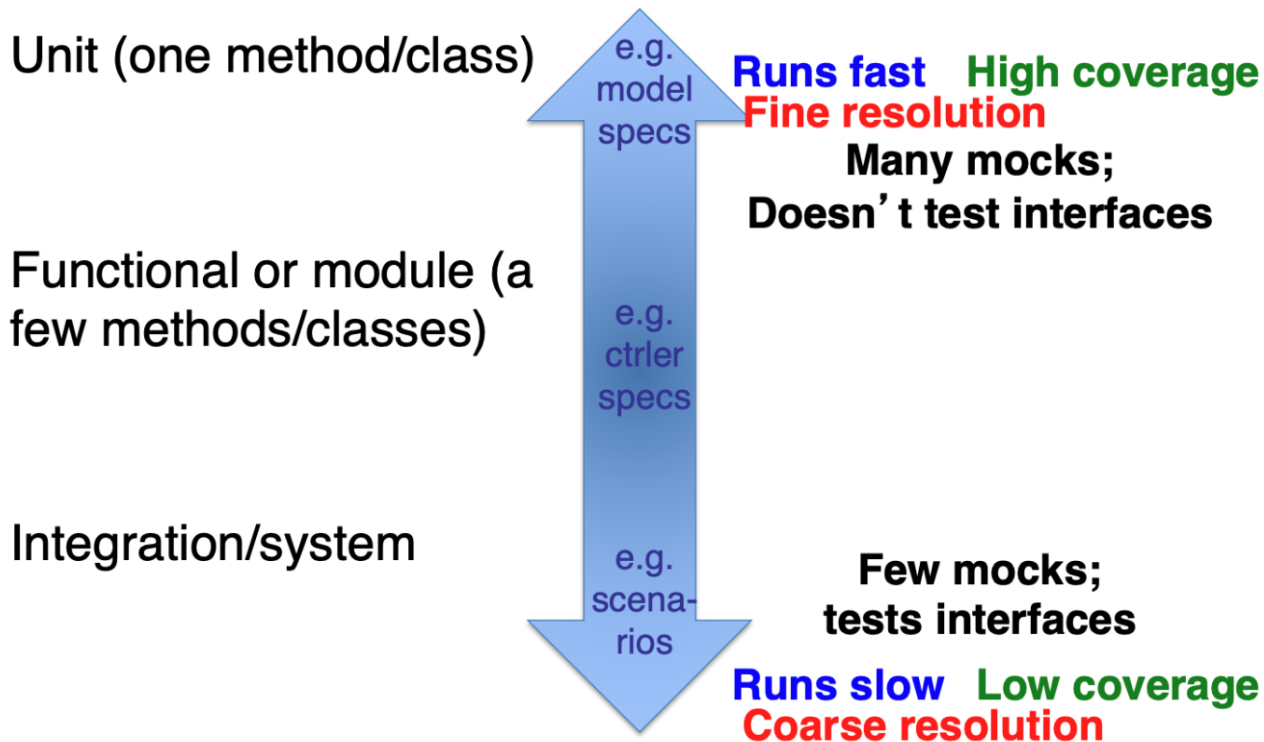 Unit (one method/class)
e.g.
model
specs
Runs fast High coverage
Fine resolution
Many mocks;
Doesn’t test interfaces
Functional or module (a
few methods/classes)
e.g.
ctrler
specs
Integration/system
e.g.
scena-
rios
Few mocks;
tests interfaces
Runs slow Low coverage
Coarse resolution